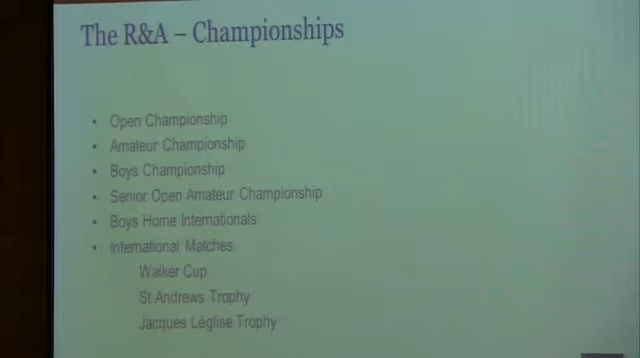 The R&A – Championships
• Open Championship
• Amateur Championship
• Boys Championship
• Senior Open Amateur Championship
• Boys Home Internationals
• International Matches
Walker Cup
St Andrews Trophy
Jacques Léglise Trophy